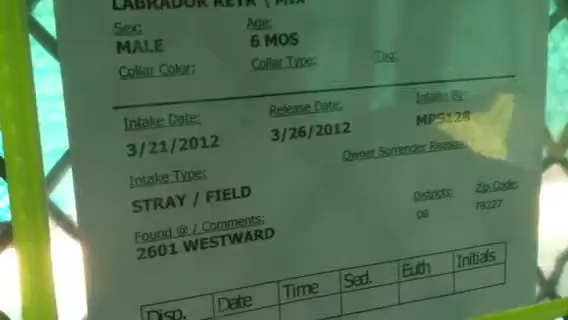 LABRADOR RETR \ MIX
Sex: Age:
MALE 6 MOS
Collar Color: Collar Type: Tag:
Intake Date: Release Date: Intake By:
3/21/2012 3/26/2012 MPS128
Owner Surrender Reason:
Intake Type:
STRAY / FIELD
Districts: Zip Code:
08 78227
Found @ / Comments:
2601 WESTWARD
Disp. Date Time Sed. Euth Initials